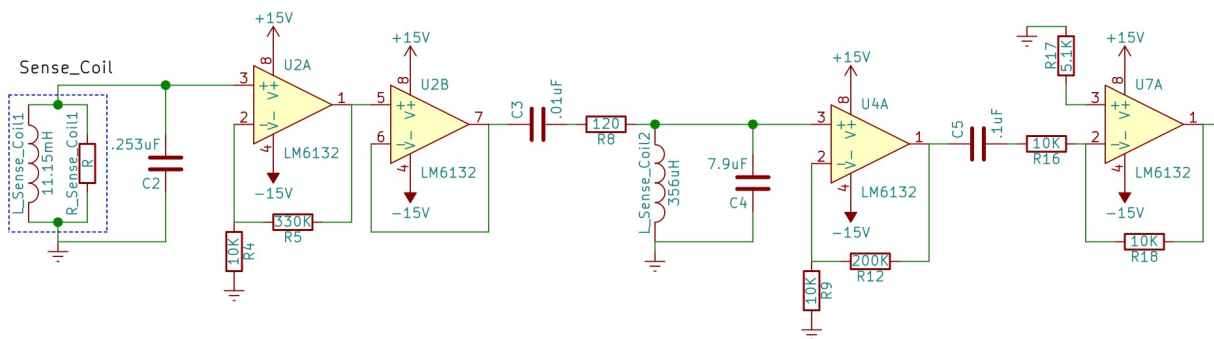 Sense_Coil
L_Sense_Coil1
11.15mH
R_Sense_Coil1
R
.253uF
C2
+15V
U2A
3
2
8
4
1
V+
V-
+
-
LM6132
-15V
10K
R4
330K
R5
+15V
U2B
5
6
8
4
7
V+
V-
+
-
LM6132
-15V
C3
.01uF
120
R8
L_Sense_Coil2
356uH
7.9uF
C4
+15V
U4A
3
2
8
4
1
V+
V-
+
-
LM6132
-15V
10K
R9
200K
R12
C5
.1uF
10K
R16
R17
5.1K
+15V
U7A
3
2
8
4
1
V+
V-
+
-
LM6132
-15V
10K
R18